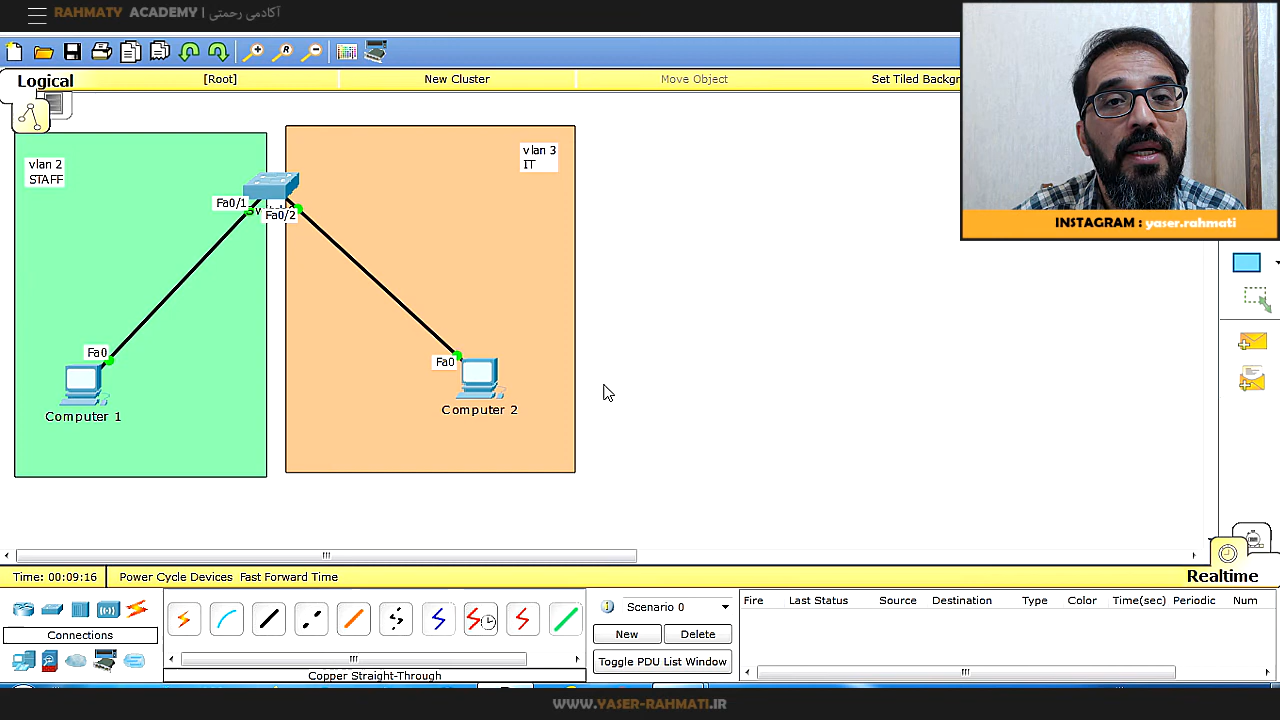 RAHMATY ACADEMY | آکادمی رحمتی
Logical
[Root]
New Cluster
Move Object
Set Tiled Backgr
INSTAGRAM : yaser.rahmati
vlan 2
STAFF
vlan 3
IT
Fa0/1
Fa0/2
Fa0
Computer 1
Fa0
Computer 2
Time: 00:09:16
Power Cycle Devices Fast Forward Time
Realtime
Connections
Copper Straight-Through
Scenario 0
New
Delete
Toggle PDU List Window
Fire Last Status Source Destination Type Color Time(sec) Periodic Num
WWW.YASER-RAHMATI.IR